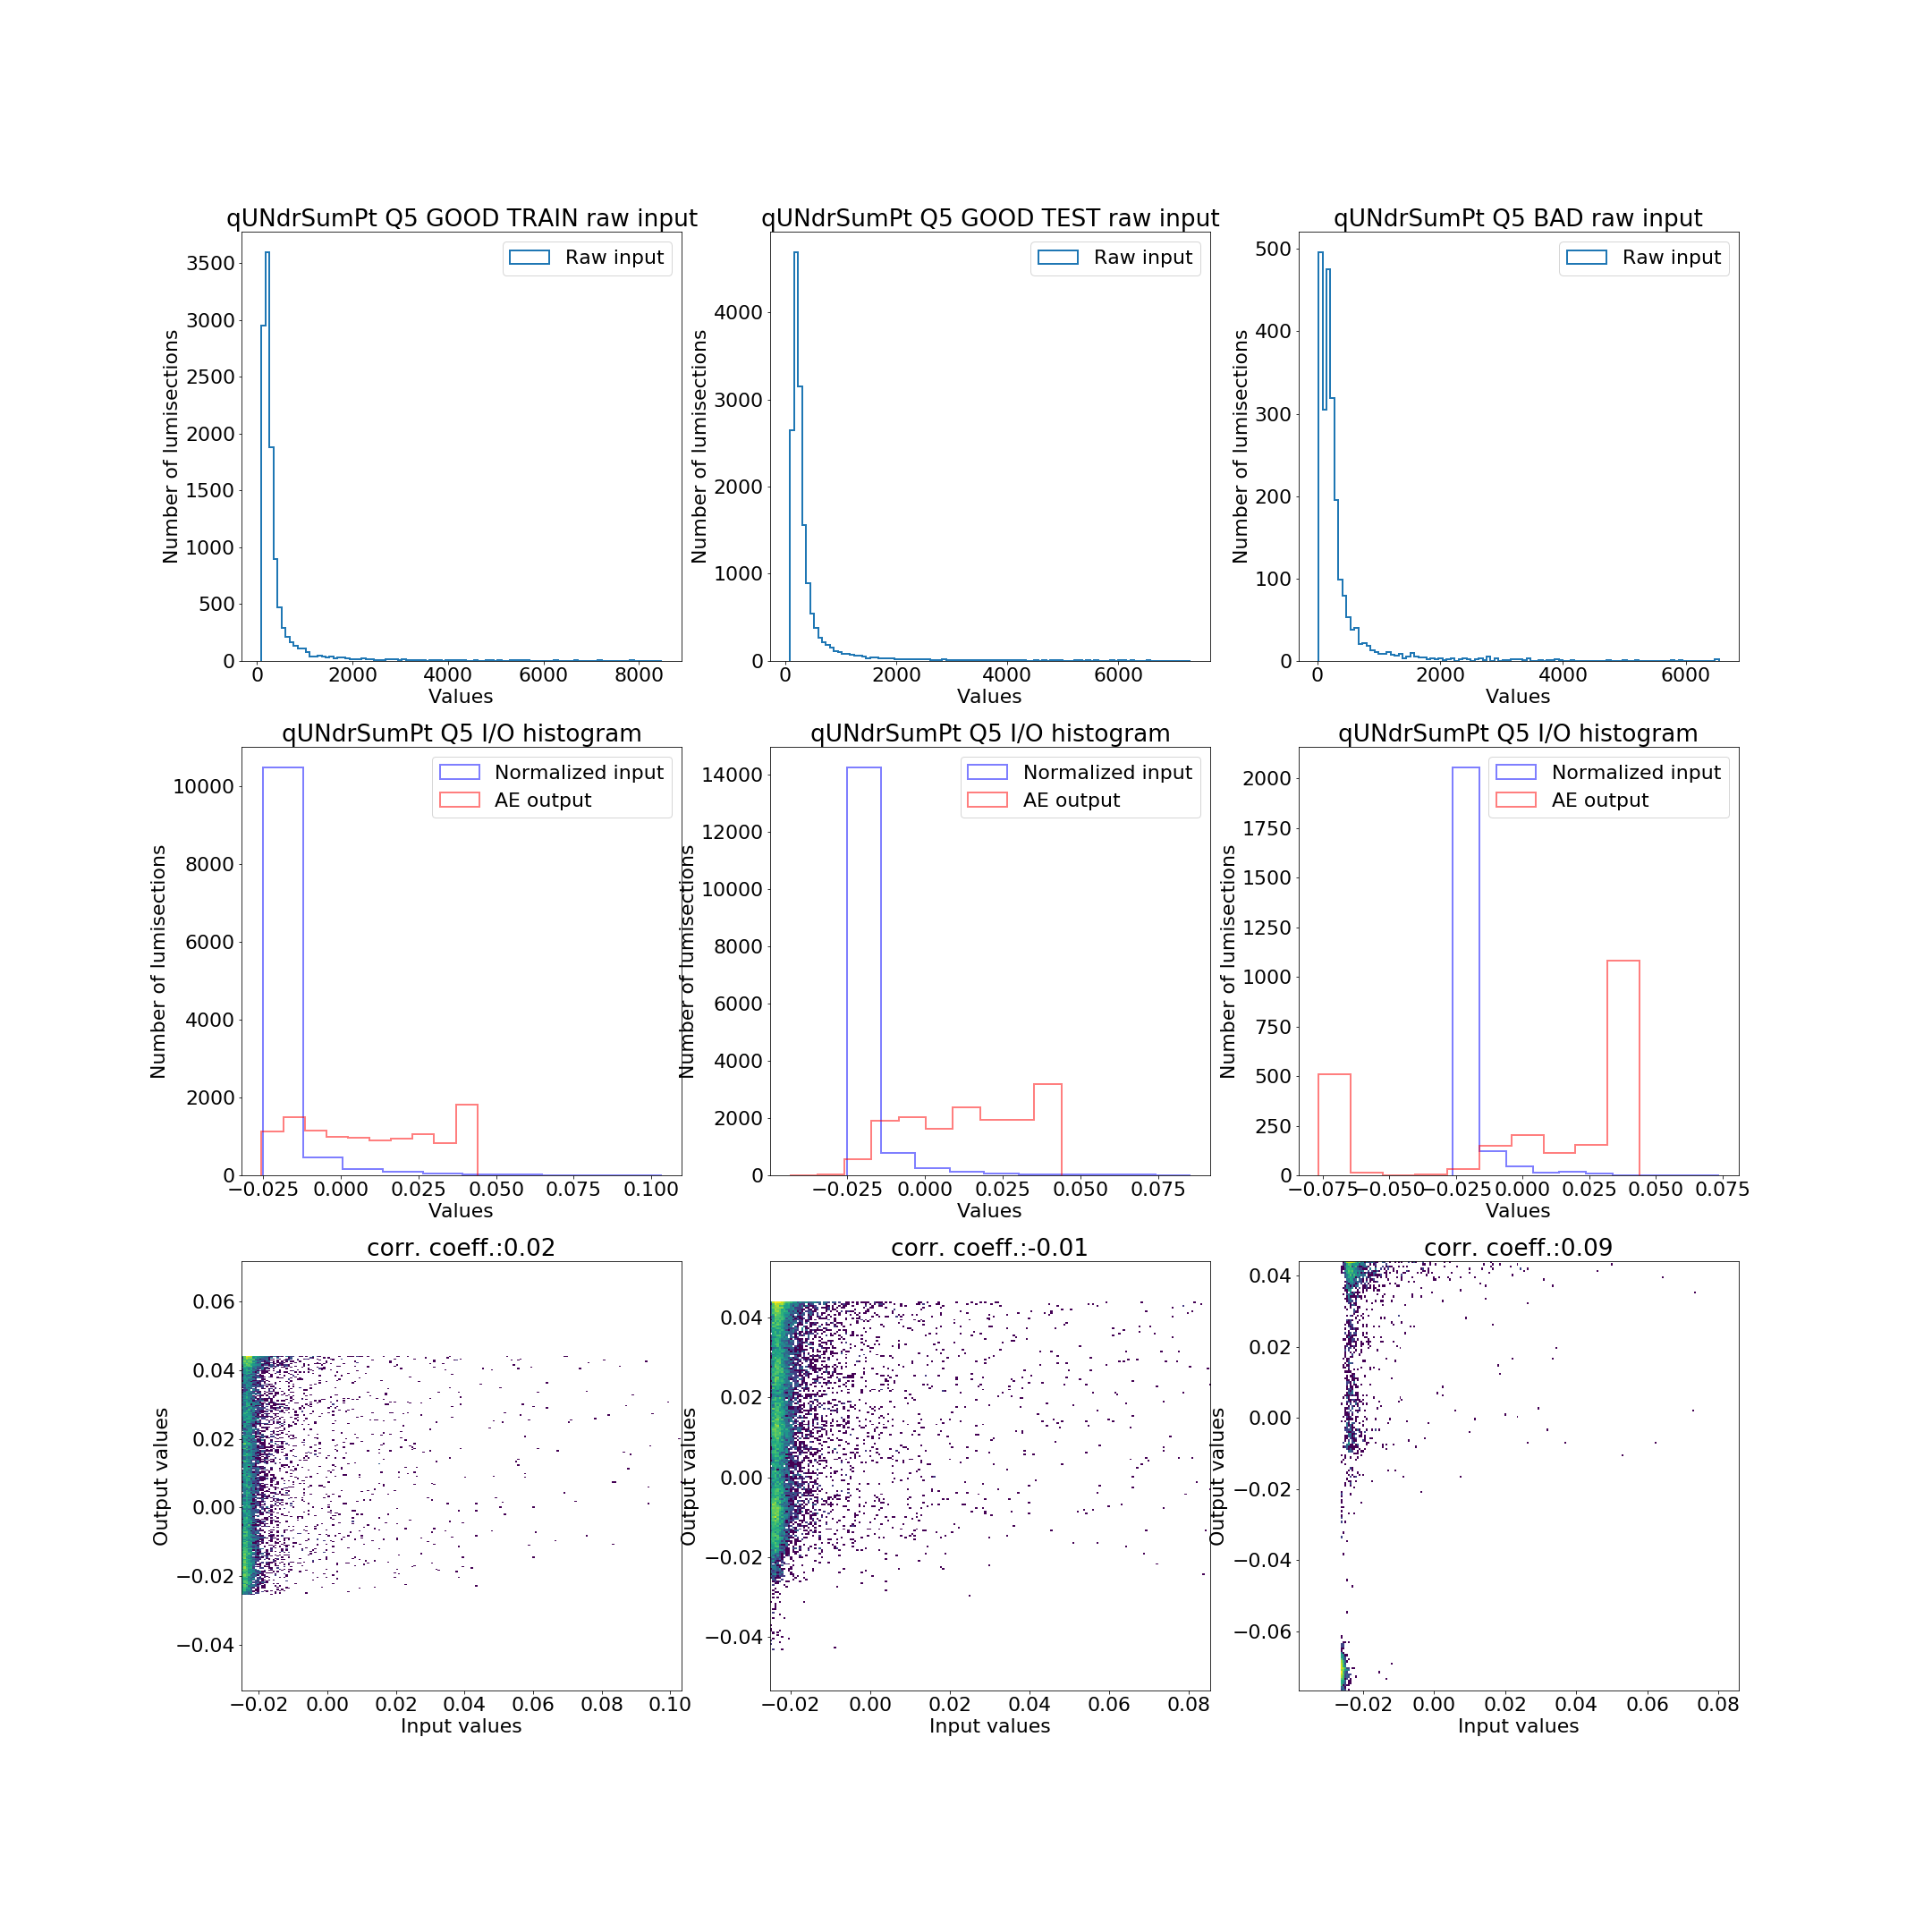 qUNdrSumPt Q5 GOOD TRAIN raw input
Number of lumisections
3500
3000
2500
2000
1500
1000
500
0
Raw input
0 2000 4000 6000 8000
Values
qUNdrSumPt Q5 GOOD TEST raw input
Number of lumisections
4000
3000
2000
1000
0
Raw input
0 2000 4000 6000
Values
qUNdrSumPt Q5 BAD raw input
Number of lumisections
500
400
300
200
100
0
Raw input
0 2000 4000 6000
Values
qUNdrSumPt Q5 I/O histogram
Number of lumisections
10000
8000
6000
4000
2000
0
Normalized input
AE output
−0.025 0.000 0.025 0.050 0.075 0.100
Values
qUNdrSumPt Q5 I/O histogram
Number of lumisections
14000
12000
10000
8000
6000
4000
2000
0
Normalized input
AE output
−0.025 0.000 0.025 0.050 0.075
Values
qUNdrSumPt Q5 I/O histogram
Number of lumisections
2000
1750
1500
1250
1000
750
500
250
0
Normalized input
AE output
−0.075 −0.050 −0.025 0.000 0.025 0.050 0.075
Values
corr. coeff.:0.02
Output values
0.06
0.04
0.02
0.00
−0.02
−0.04
−0.02 0.00 0.02 0.04 0.06 0.08 0.10
Input values
corr. coeff.:-0.01
Output values
0.04
0.02
0.00
−0.02
−0.04
−0.02 0.00 0.02 0.04 0.06 0.08
Input values
corr. coeff.:0.09
Output values
0.04
0.02
0.00
−0.02
−0.04
−0.06
−0.02 0.00 0.02 0.04 0.06 0.08
Input values